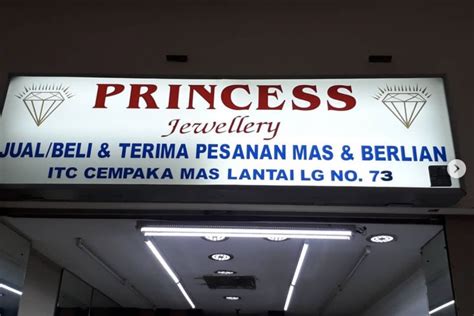 PRINCESS
Jewellery
JUAL/BELI & TERIMA PESANAN MAS & BERLIAN
ITC CEMPAKA MAS LANTAI LG NO. 73